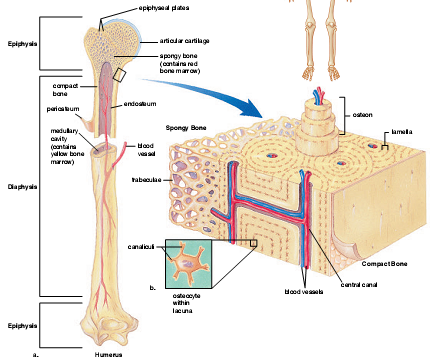 epiphyseal plates
Epiphysis
articular cartilage
spongy bone
(contains red
bone marrow)
compact
bone
endosteum
periosteum
medullary
cavity
(contains
yellow bone
marrow)
blood
vessel
Diaphysis
Epiphysis
a.
Humerus
osteon
lamella
Spongy Bone
trabeculae
canaliculi
b.
osteocyte
within
lacuna
blood vessels
central canal
Compact Bone